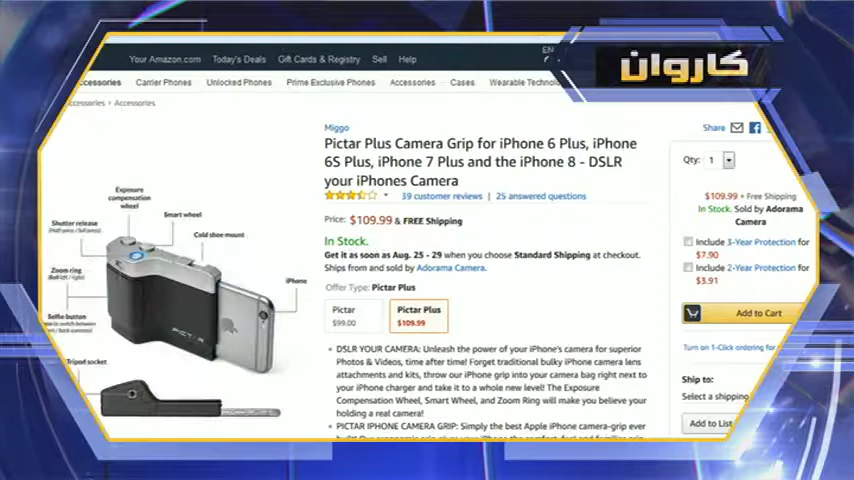 کاروان
EN
Your Amazon.com Today's Deals Gift Cards & Registry Sell Help
ccessories Carrier Phones Unlocked Phones Prime Exclusive Phones Accessories Cases Wearable Technolo
ccessories › Accessories
Miggo
Pictar Plus Camera Grip for iPhone 6 Plus, iPhone
6S Plus, iPhone 7 Plus and the iPhone 8 - DSLR
your iPhones Camera
39 customer reviews | 25 answered questions
Price: $109.99 & FREE Shipping
In Stock.
Get it as soon as Aug. 25 - 29 when you choose Standard Shipping at checkout.
Ships from and sold by Adorama Camera.
Offer Type: Pictar Plus
Pictar
$99.00
Pictar Plus
$109.99
• DSLR YOUR CAMERA: Unleash the power of your iPhone's camera for superior
Photos & Videos, time after time! Forget traditional bulky iPhone camera lens
attachments and kits, throw our iPhone grip into your camera bag right next to
your iPhone charger and take it to a whole new level! The Exposure
Compensation Wheel, Smart Wheel, and Zoom Ring will make you believe your
holding a real camera!
• PICTAR IPHONE CAMERA GRIP: Simply the best Apple iPhone camera-grip ever
Exposure
compensation
wheel
Smart wheel
Shutter release
Cold shoe mount
Zoom ring
iPhone
Selfie button
PICTAR
Tripod socket
Share
Qty: 1
$109.99 + Free Shipping
In Stock. Sold by Adorama
Camera
Include 3-Year Protection for
$7.90
Include 2-Year Protection for
$3.91
Add to Cart
Turn on 1-Click ordering for
Ship to:
Select a shipping
Add to List